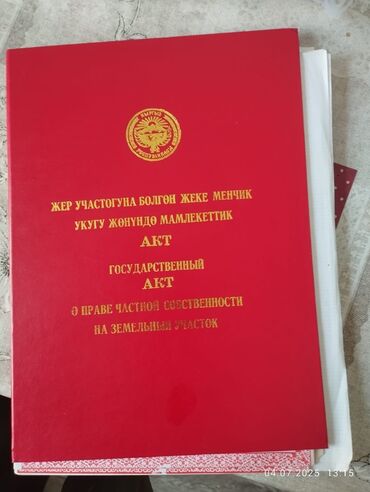 ЖЕР УЧАСТОГУНА БОЛГОН ЖЕКЕ МЕНЧИК
УКУГУ ЖӨНҮНДӨ МАМЛЕКЕТТИК
АКТ
ГОСУДАРСТВЕННЫЙ
АКТ
О ПРАВЕ ЧАСТНОЙ СОБСТВЕННОСТИ
НА ЗЕМЕЛЬНЫЙ УЧАСТОК
04.07.2025 13:15